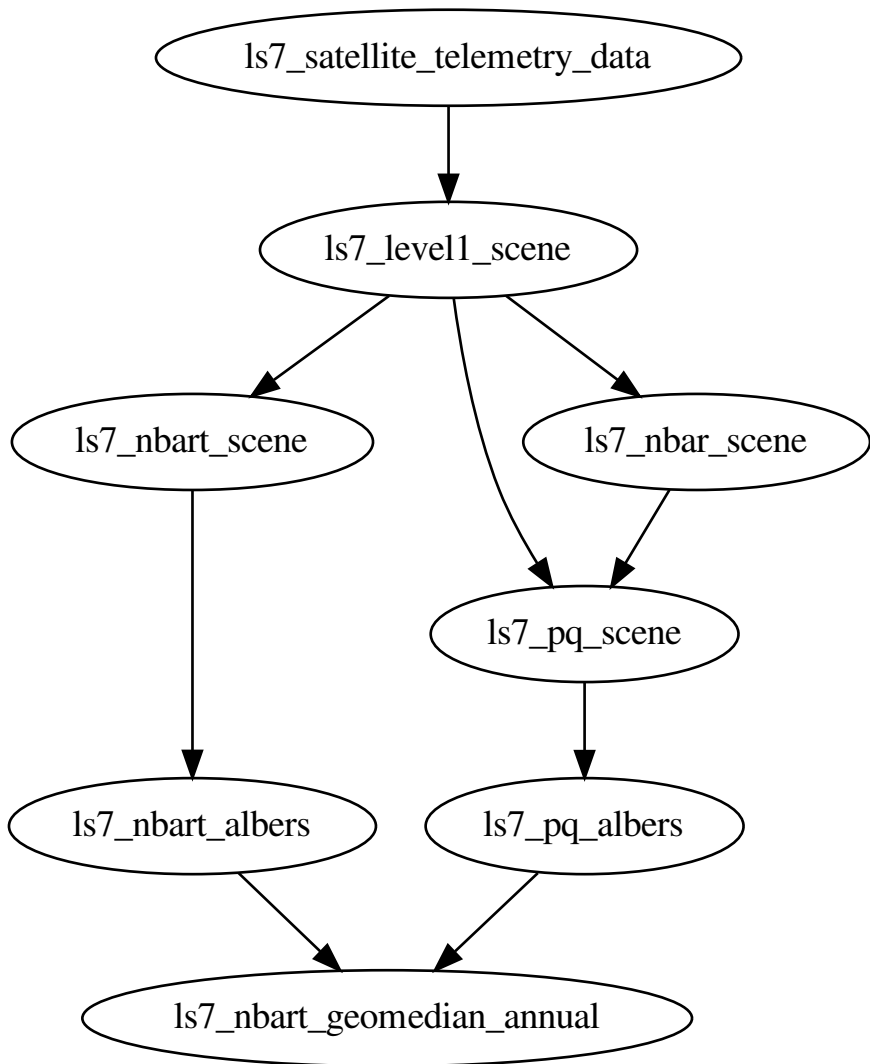 ls7_satellite_telemetry_data
ls7_level1_scene
ls7_nbart_scene
ls7_nbar_scene
ls7_pq_scene
ls7_nbart_albers
ls7_pq_albers
ls7_nbart_geomedian_annual